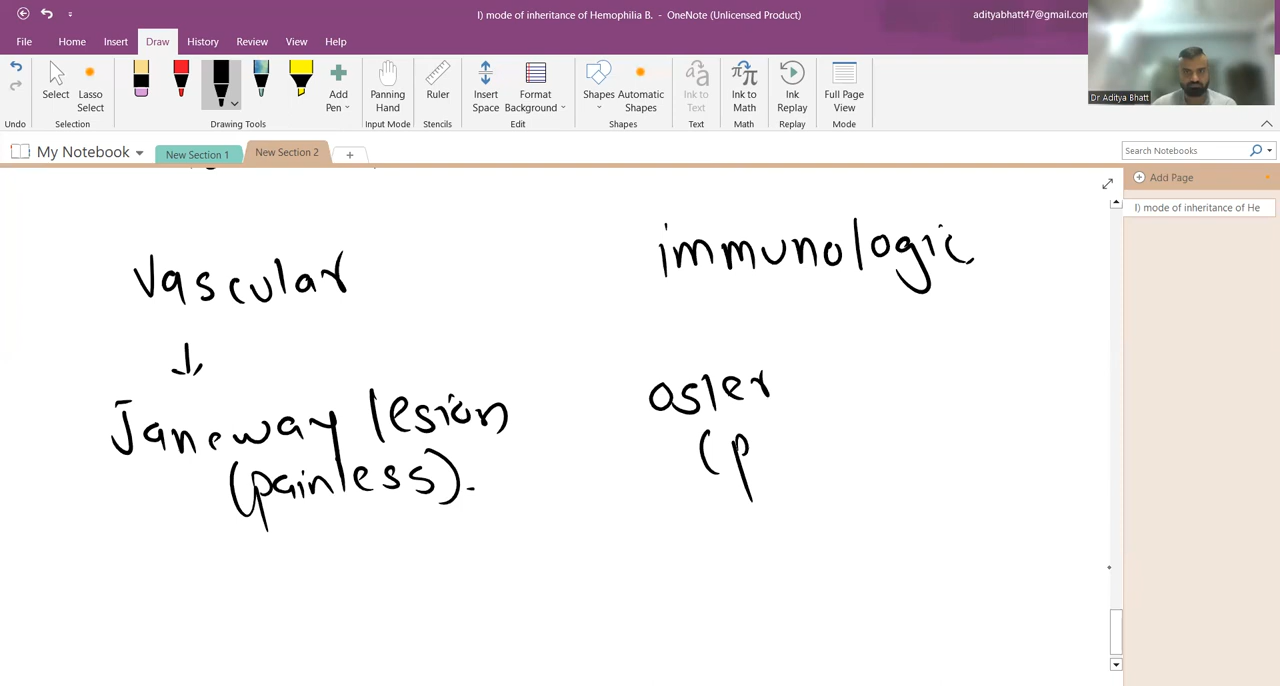 I) mode of inheritance of Hemophilia B. - OneNote (Unlicensed Product)
adityabhatt47@gmail.com
File Home Insert Draw History Review View Help
Dr Aditya Bhatt
Select
Lasso Select
Add Pen
Panning Hand
Ruler
Insert Space
Format Background
Shapes
Automatic Shapes
Ink to Text
Ink to Math
Ink Replay
Full Page View
Undo Selection Drawing Tools Input Mode Stencils Edit Shapes Text Math Replay Mode
My Notebook New Section 1 New Section 2
Search Notebooks
Add Page
I) mode of inheritance of He
immunologic
Vascular
Janeway lesion
(painless).
osler
(p